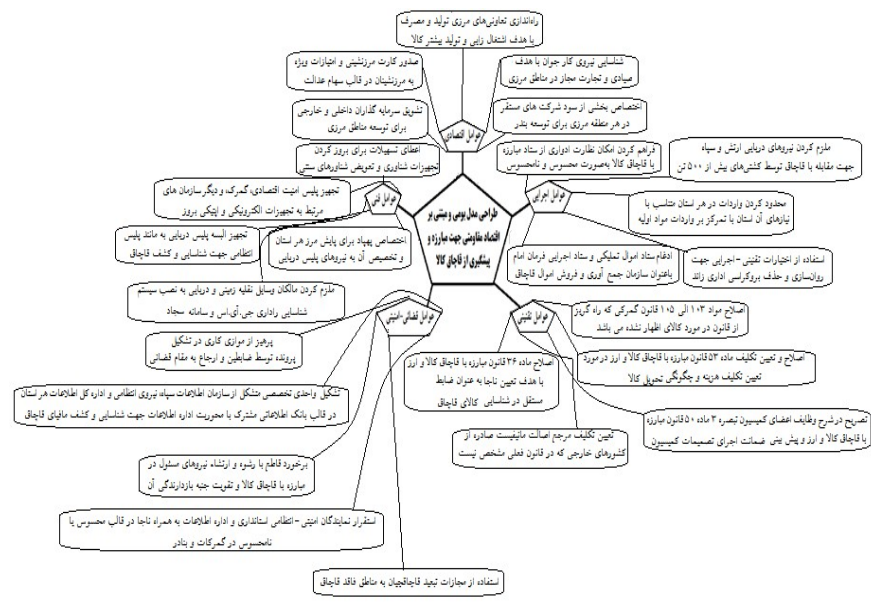 راه‌اندازی تعاونی‌های مرزی تولید و مصرف
با هدف اشتغال زایی و تولید بیشتر کالا
صدور کارت مرزنشینی و امتیازات ویژه
به مرزنشینان در قالب سهام عدالت
شناسایی نیروی کار جوان با هدف
صیادی و تجارت مجاز در مناطق مرزی
تشویق سرمایه گذاران داخلی و خارجی
برای توسعه مناطق مرزی
اختصاص بخشی از سود شرکت های مستقر
در هر منطقه مرزی برای توسعه بندر
عوامل اقتصادی
اعطای تسهیلات برای بروز کردن
تجهیزات شناوری و تعویض شناورهای سنتی
فراهم کردن امکان نظارت ادواری از ستاد مبارزه
با قاچاق کالا به‌صورت محسوس و نامحسوس
ملزم کردن نیروهای دریایی ارتش و سپاه
جهت مقابله با قاچاق توسط کشتی‌های بیش از ۵۰۰ تن
تجهیز پلیس امنیت اقتصادی، گمرک، و دیگر سازمان های
مرتبط به تجهیزات الکترونیکی و اپتیکی بروز
عوامل فنی
عوامل اجرایی
محدود کردن واردات در هر استان متناسب با
نیازهای آن استان با تمرکز بر واردات مواد اولیه
طراحی مدل بومی و مبتنی بر
اقتصاد مقاومتی جهت مبارزه و
پیشگیری از قاچاق کالا
تجهیز البسه پلیس دریایی به مانند پلیس
انتظامی جهت شناسایی و کشف قاچاق
اختصاص پهپاد برای پایش مرز هر استان
و تخصیص آن به نیروهای پلیس دریایی
ادغام ستاد اموال تملیکی و ستاد اجرایی فرمان امام
باعنوان سازمان جمع آوری و فروش اموال قاچاق
استفاده از اختیارات تقنینی-اجرایی جهت
روان‌سازی و حذف بروکراسی اداری زائد
ملزم کردن مالکان وسایل نقلیه زمینی و دریایی به نصب سیستم
شناسایی راداری جی.آی.اس و سامانه سجاد
عوامل قضائی-امنیتی
عوامل تقنینی
اصلاح مواد ۱۰۳ الی ۱۰۵ قانون گمرکی که راه گریز
از قانون در مورد کالای اظهار نشده می باشد
پرهیز از موازی کاری در تشکیل
پرونده توسط ضابطین و ارجاع به مقام قضائی
اصلاح ماده ۳۶ قانون مبارزه با قاچاق کالا و ارز
با هدف تعیین ناجا به عنوان ضابط
مستقل در شناسایی کالای قاچاق
اصلاح و تعیین تکلیف ماده ۵۳ قانون مبارزه با قاچاق کالا و ارز در مورد
تعیین تکلیف هزینه و چگونگی تحویل کالا
تشکیل واحدی تخصصی متشکل از سازمان اطلاعات سپاه، نیروی انتظامی و اداره کل اطلاعات هر استان
در قالب بانک اطلاعاتی مشترک با محوریت اداره اطلاعات جهت شناسایی و کشف مافیای قاچاق
تصریح در شرح وظایف اعضای کمیسیون تبصره ۳ ماده ۵۰ قانون مبارزه
با قاچاق کالا و ارز و پیش بینی ضمانت اجرای تصمیمات کمیسیون
تعیین تکلیف مرجع اصالت مانیفیست صادره از
کشورهای خارجی که در قانون فعلی مشخص نیست
برخورد قاطع با رشوه و ارتشاء نیروهای مسئول در
مبارزه با قاچاق کالا و تقویت جنبه بازدارندگی آن
استقرار نمایندگان امنیتی-انتظامی استانداری و اداره اطلاعات به همراه ناجا در قالب محسوس یا
نامحسوس در گمرکات و بنادر
استفاده از مجازات تبعید قاچاقچیان به مناطق فاقد قاچاق